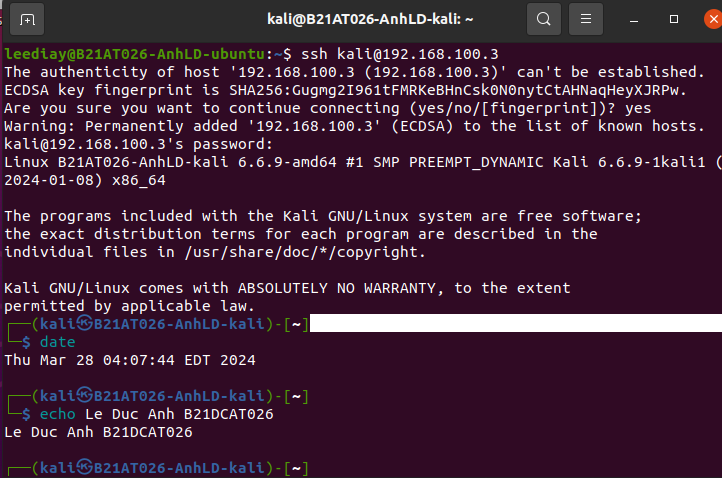 kali@B21AT026-AnhLD-kali: ~
leediay@B21AT026-AnhLD-ubuntu:~$ ssh kali@192.168.100.3
The authenticity of host '192.168.100.3 (192.168.100.3)' can't be established.
ECDSA key fingerprint is SHA256:Gugmg2I961tFMRKeBHnCsk0N0nytCtAHNaqHeyXJRPw.
Are you sure you want to continue connecting (yes/no/[fingerprint])? yes
Warning: Permanently added '192.168.100.3' (ECDSA) to the list of known hosts.
kali@192.168.100.3's password:
Linux B21AT026-AnhLD-kali 6.6.9-amd64 #1 SMP PREEMPT_DYNAMIC Kali 6.6.9-1kali1 (
2024-01-08) x86_64

The programs included with the Kali GNU/Linux system are free software;
the exact distribution terms for each program are described in the
individual files in /usr/share/doc/*/copyright.

Kali GNU/Linux comes with ABSOLUTELY NO WARRANTY, to the extent
permitted by applicable law.
┌──(kali㉿B21AT026-AnhLD-kali)-[~]
└─$ date
Thu Mar 28 04:07:44 EDT 2024

┌──(kali㉿B21AT026-AnhLD-kali)-[~]
└─$ echo Le Duc Anh B21DCAT026
Le Duc Anh B21DCAT026

┌──(kali㉿B21AT026-AnhLD-kali)-[~]